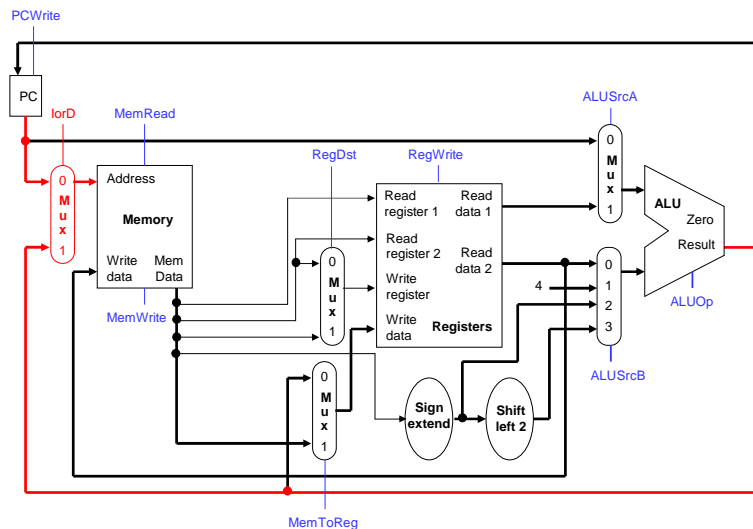 PCWrite
PC
IorD
MemRead
ALUSrcA
RegDst
RegWrite
0
M
u
x
1
Address
Memory
Write
data
Mem
Data
MemWrite
0
M
u
x
1
Read
register 1
Read
data 1
Read
register 2
Read
data 2
Write
register
Write
data
Registers
0
M
u
x
1
ALU
Zero
Result
ALUOp
4
0
1
2
3
ALUSrcB
0
M
u
x
1
MemToReg
Sign
extend
Shift
left 2